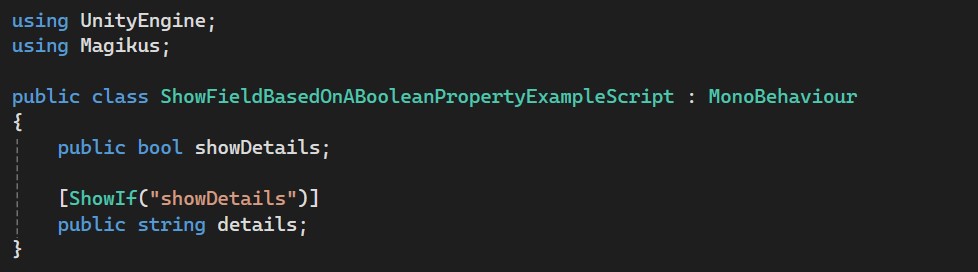 using UnityEngine;
using Magikus;
public class ShowFieldBasedOnABooleanPropertyExampleScript : MonoBehaviour
{
public bool showDetails;
[ShowIf("showDetails")]
public string details;
}